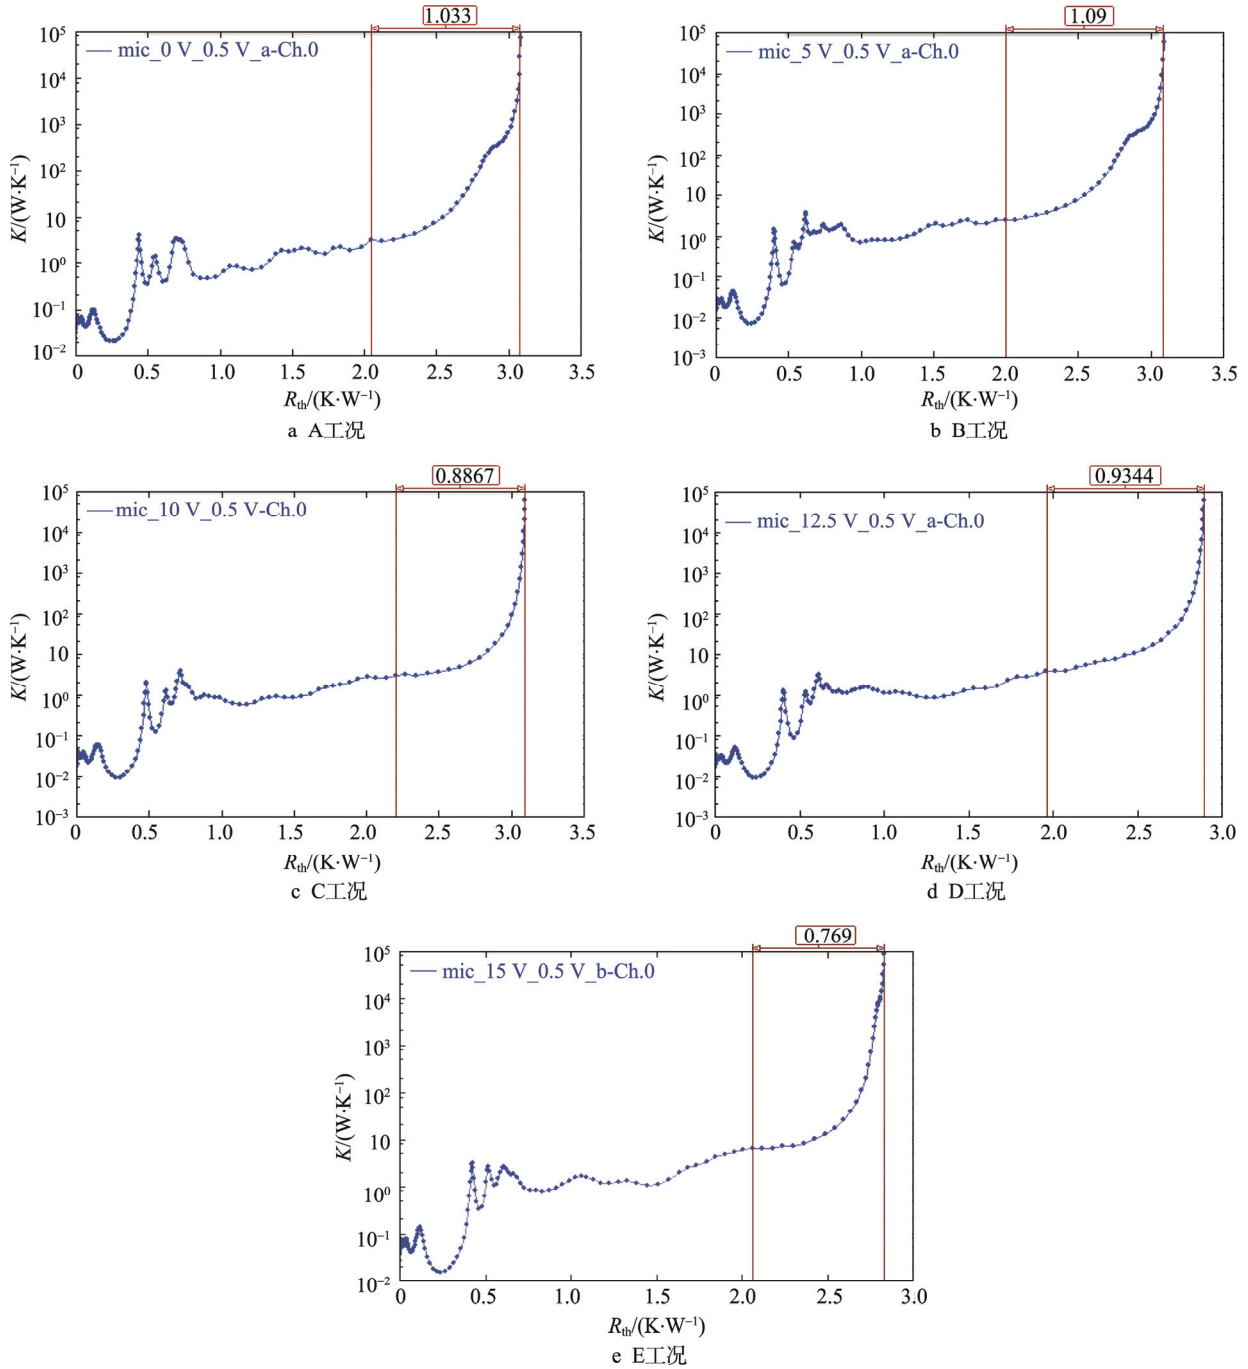 1.033
mic_0 V_0.5 V_a-Ch.0
K/(W·K⁻¹)
10⁵
10⁴
10³
10²
10
10⁰
10⁻¹
10⁻²
0 0.5 1.0 1.5 2.0 2.5 3.0 3.5
R_th/(K·W⁻¹)
a A工况
1.09
mic_5 V_0.5 V_a-Ch.0
K/(W·K⁻¹)
10⁵
10⁴
10³
10²
10
10⁰
10⁻¹
10⁻²
10⁻³
0 0.5 1.0 1.5 2.0 2.5 3.0 3.5
R_th/(K·W⁻¹)
b B工况
0.8867
mic_10 V_0.5 V-Ch.0
K/(W·K⁻¹)
10⁵
10⁴
10³
10²
10
10⁰
10⁻¹
10⁻²
10⁻³
0 0.5 1.0 1.5 2.0 2.5 3.0 3.5
R_th/(K·W⁻¹)
c C工况
0.9344
mic_12.5 V_0.5 V_a-Ch.0
K/(W·K⁻¹)
10⁵
10⁴
10³
10²
10
10⁰
10⁻¹
10⁻²
10⁻³
0 0.5 1.0 1.5 2.0 2.5 3.0
R_th/(K·W⁻¹)
d D工况
0.769
mic_15 V_0.5 V_b-Ch.0
K/(W·K⁻¹)
10⁵
10⁴
10³
10²
10
10⁰
10⁻¹
10⁻²
0 0.5 1.0 1.5 2.0 2.5 3.0
R_th/(K·W⁻¹)
e E工况